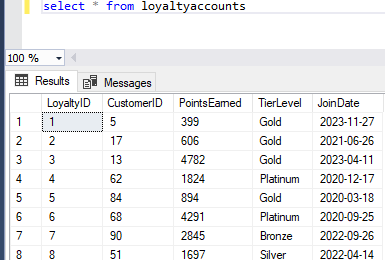 select * from loyaltyaccounts
100 %
Results Messages
LoyaltyID CustomerID PointsEarned TierLevel JoinDate
1 1 5 399 Gold 2023-11-27
2 2 17 606 Gold 2021-06-26
3 3 13 4782 Gold 2023-04-11
4 4 62 1824 Platinum 2020-12-17
5 5 84 894 Gold 2020-03-18
6 6 68 4291 Platinum 2020-09-25
7 7 90 2845 Bronze 2022-09-26
8 8 51 1697 Silver 2022-04-14